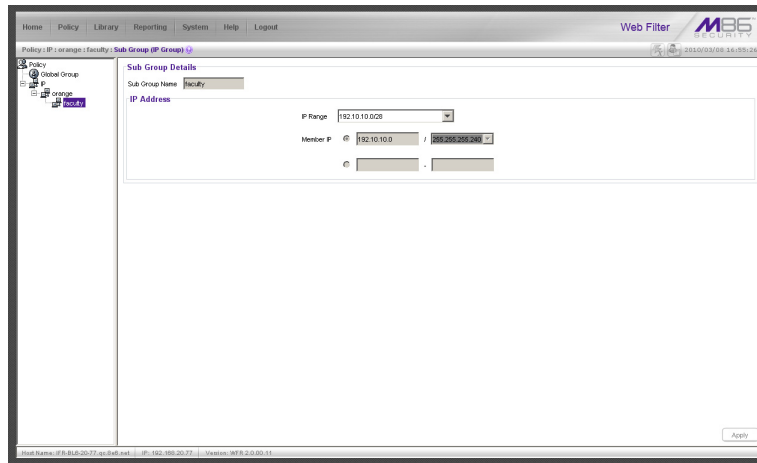 Home Policy Library Reporting System Help Logout
Web Filter
M86
SECURITY
Policy : IP : orange : faculty : Sub Group (IP Group)
2010/03/08 16:55:26
Policy
Global Group
IP
orange
faculty
Sub Group Details
Sub Group Name faculty
IP Address
IP Range 192.10.10.0/28
Member IP 192.10.10.0 / 255.255.255.240
-
Apply
Host Name: IFR-BL6-20-77.qc.8e6.net IP: 192.168.20.77 Version: WFR 2.0.00.11